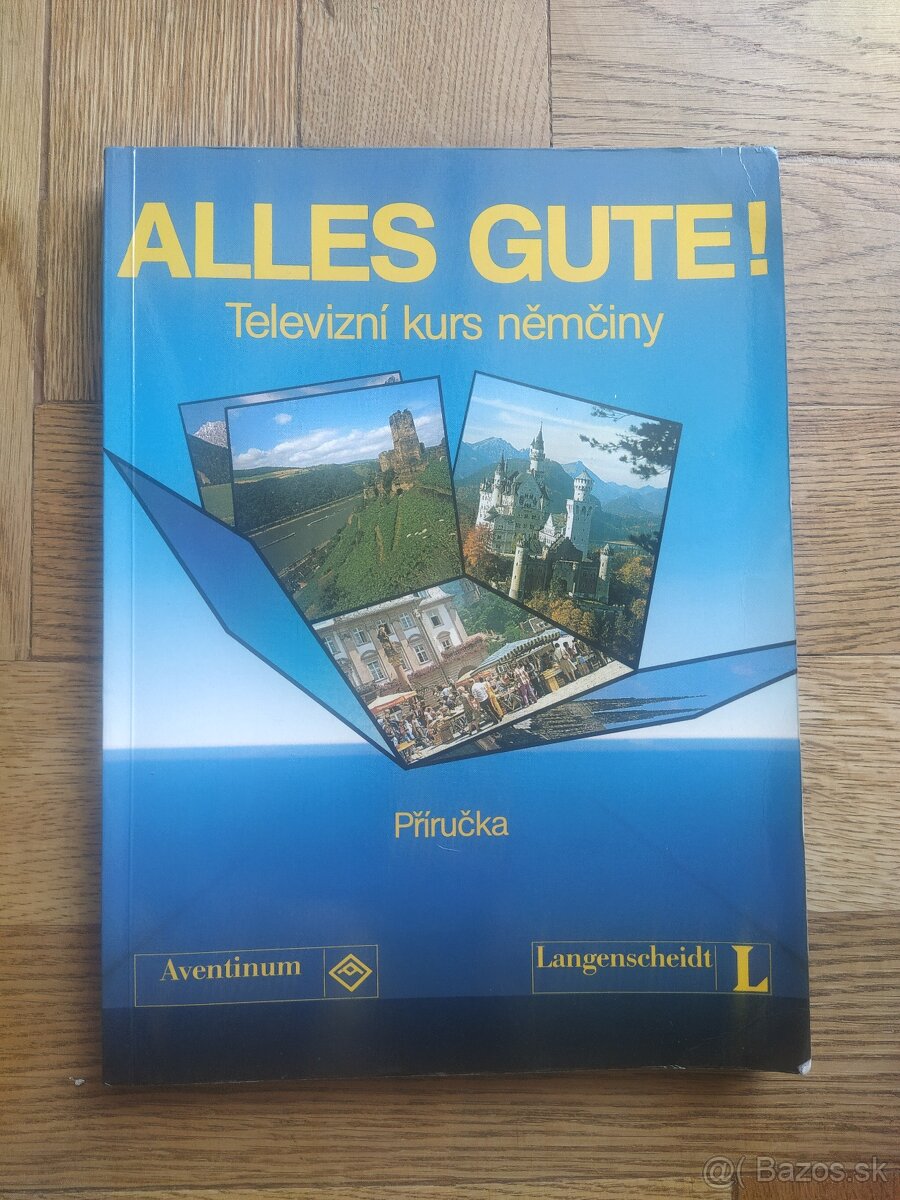 ALLES GUTE!
Televizní kurs němčiny
Příručka
Aventinum
Langenscheidt L
@( Bazos.sk